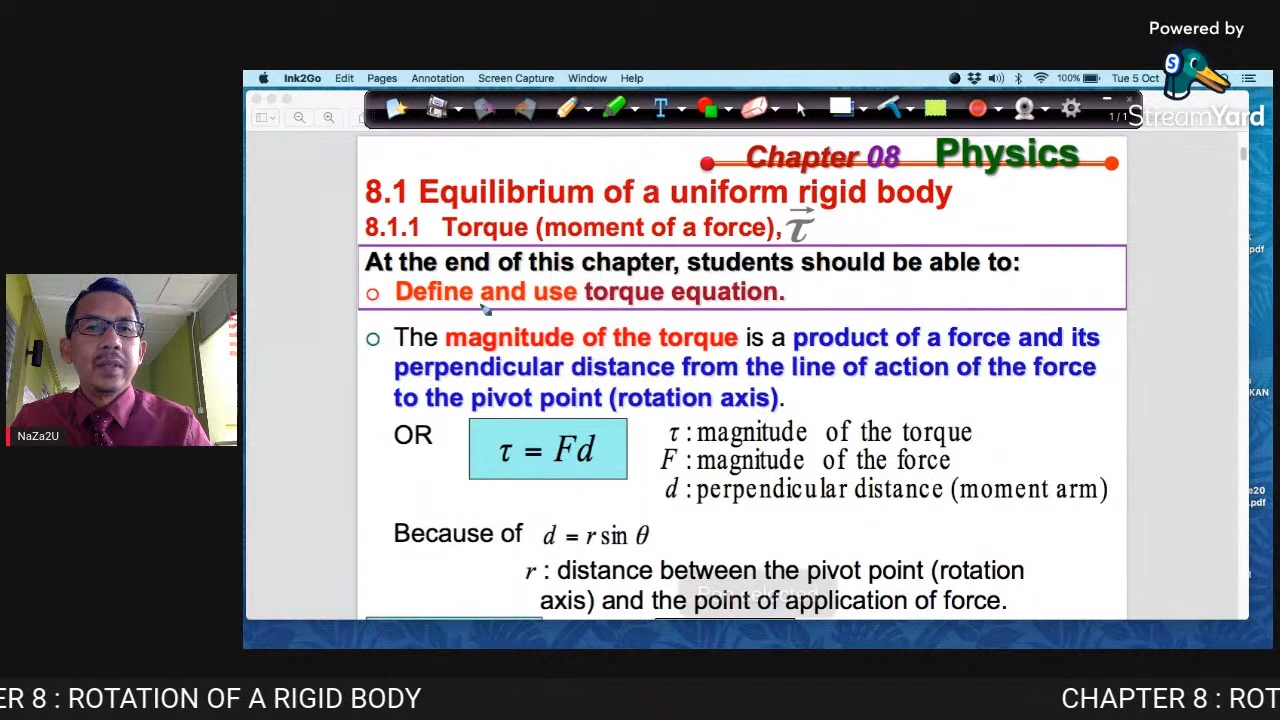 Powered by
StreamYard
Ink2Go Edit Pages Annotation Screen Capture Window Help
100% Tue 5 Oct
1/1
Chapter 08 Physics
8.1 Equilibrium of a uniform rigid body
8.1.1 Torque (moment of a force), τ⃗
At the end of this chapter, students should be able to:
Define and use torque equation.
The magnitude of the torque is a product of a force and its
perpendicular distance from the line of action of the force
to the pivot point (rotation axis).
OR τ = Fd
τ : magnitude of the torque
F : magnitude of the force
d : perpendicular distance (moment arm)
Because of d = r sin θ
r : distance between the pivot point (rotation
axis) and the point of application of force.
NaZa2U
pdf
KAN
e20
.pdf
ER 8 : ROTATION OF A RIGID BODY
CHAPTER 8 : ROT